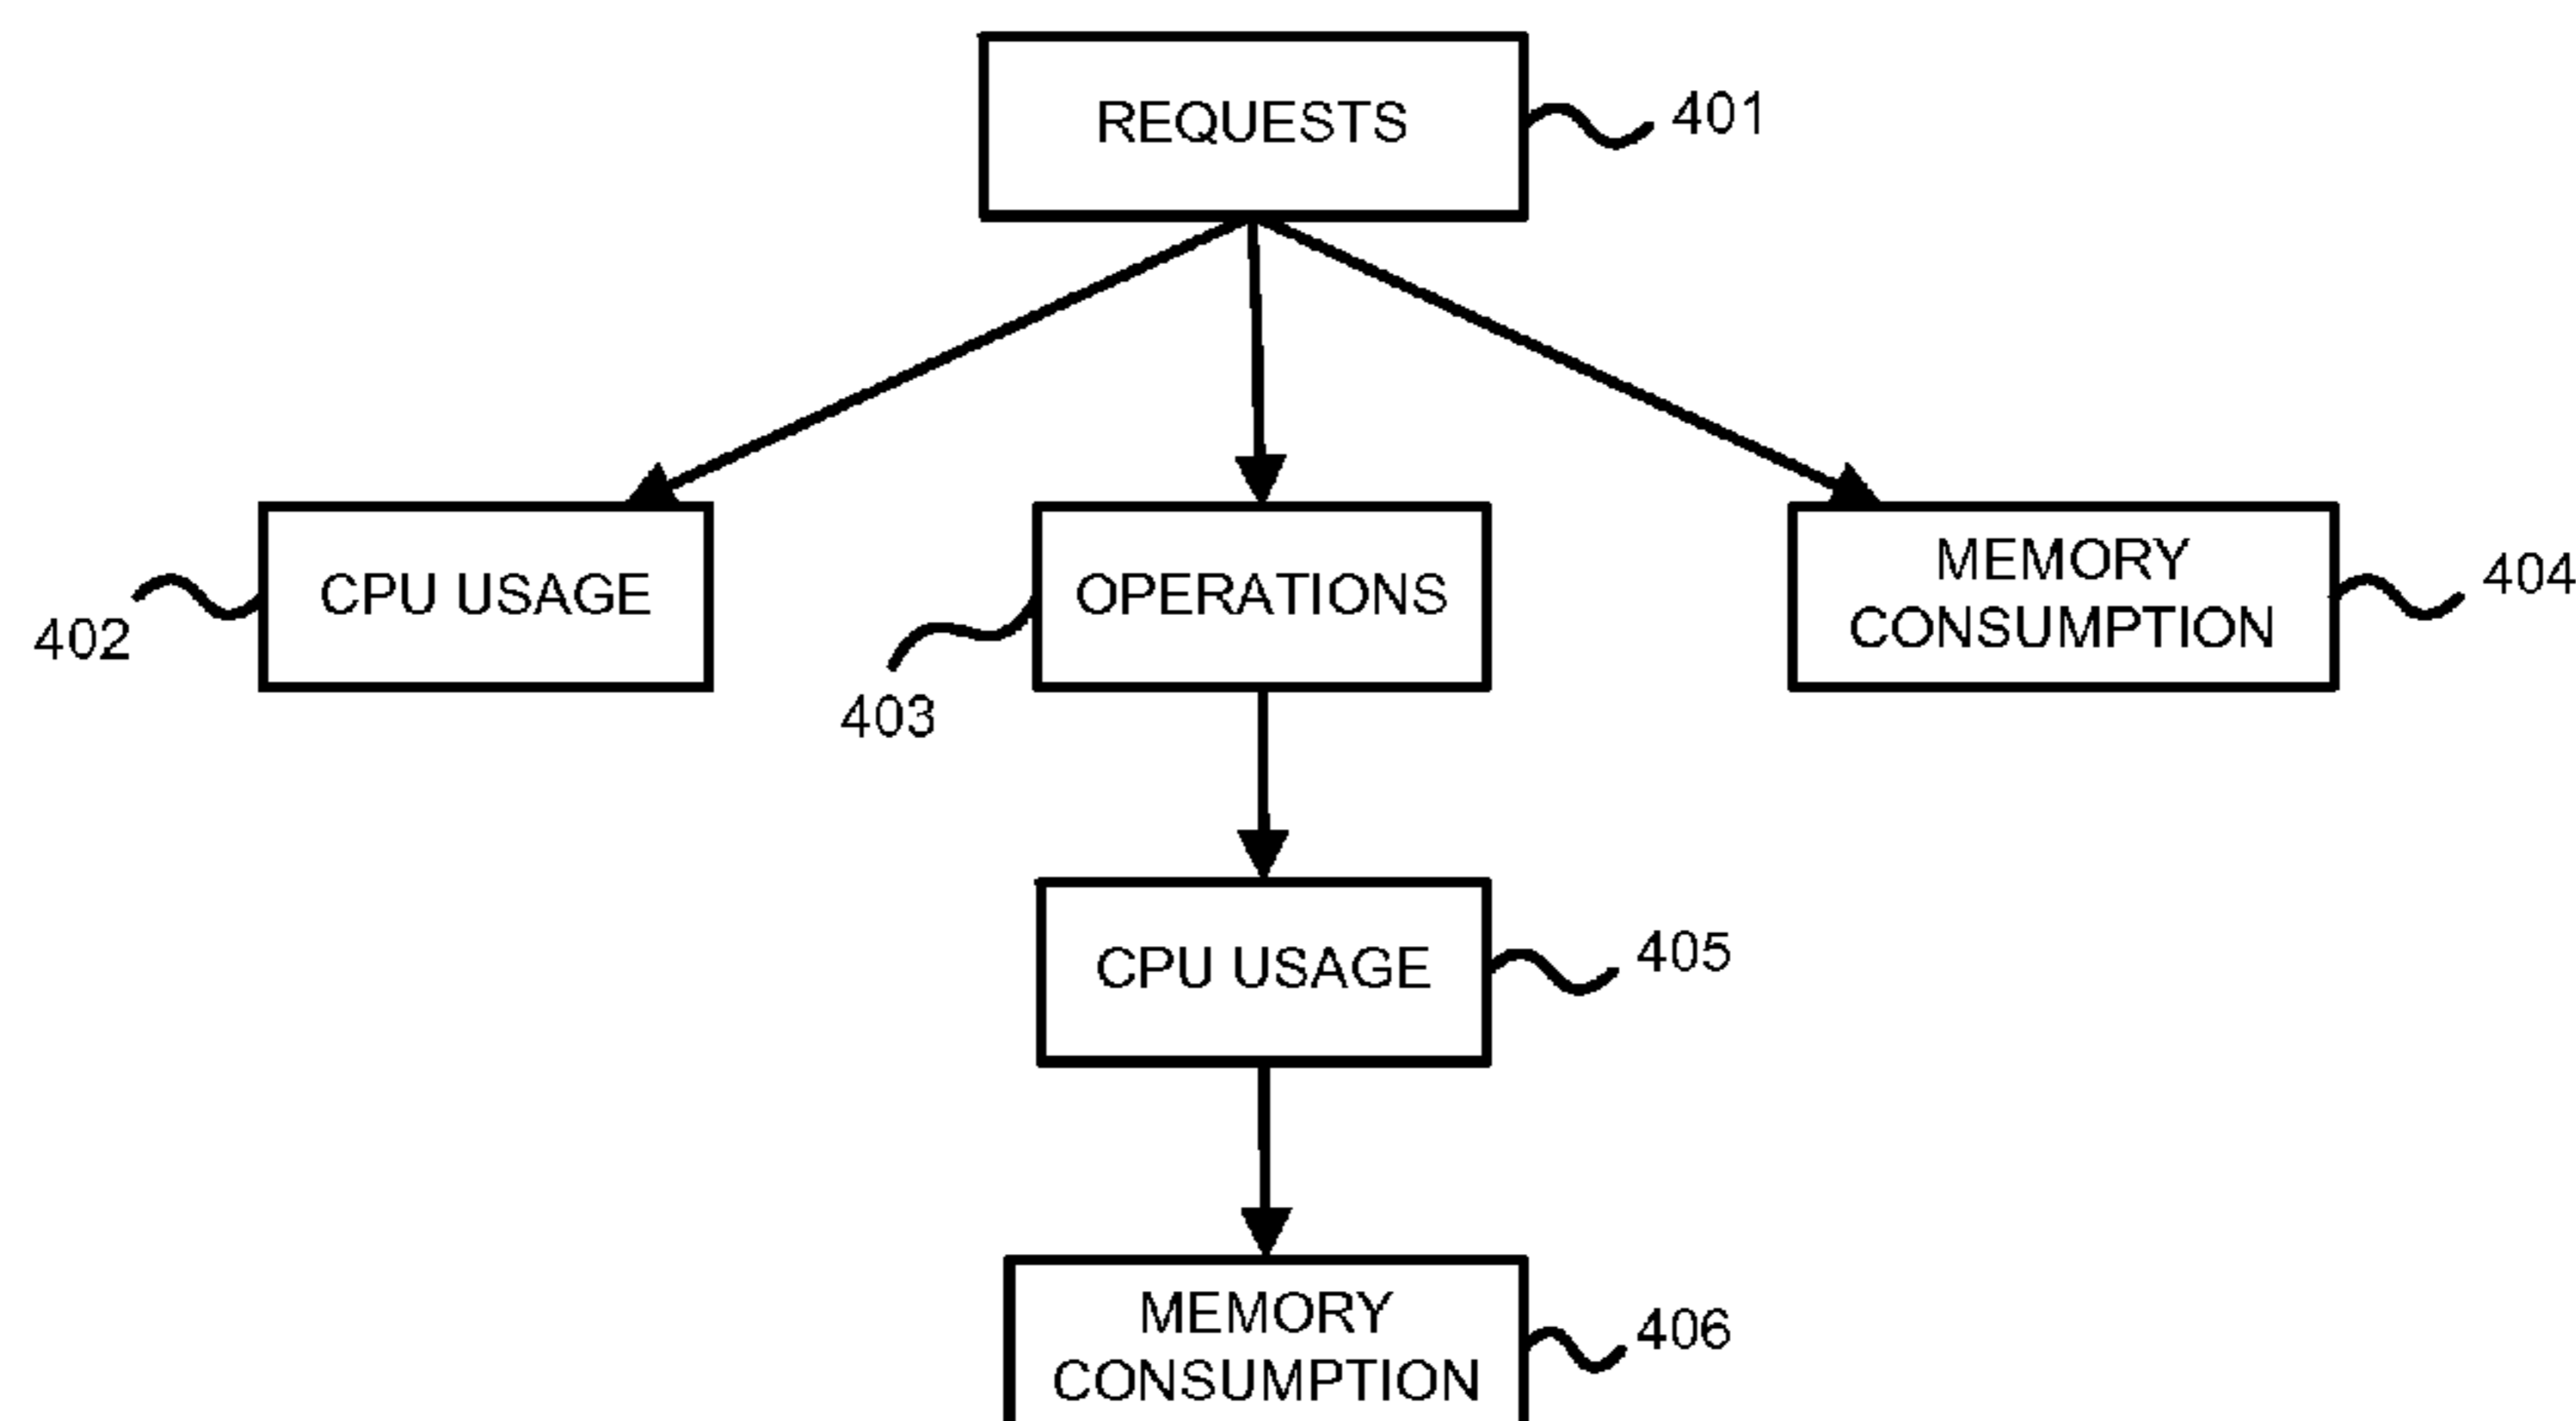 REQUESTS
401
CPU USAGE
402
OPERATIONS
403
MEMORY
CONSUMPTION
404
CPU USAGE
405
MEMORY
CONSUMPTION
406